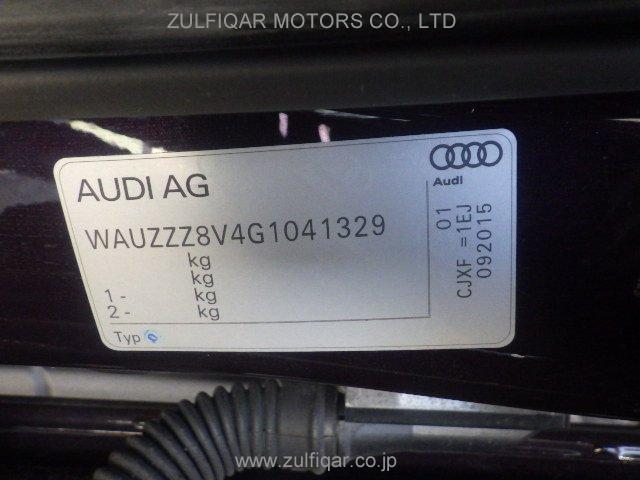 ZULFIQAR MOTORS CO., LTD
AUDI AG
Audi
WAUZZZ8V4G1041329
kg
kg
1 - kg
2 - kg
Typ
01
CJXF =1EJ
092015
www.zulfiqar.co.jp